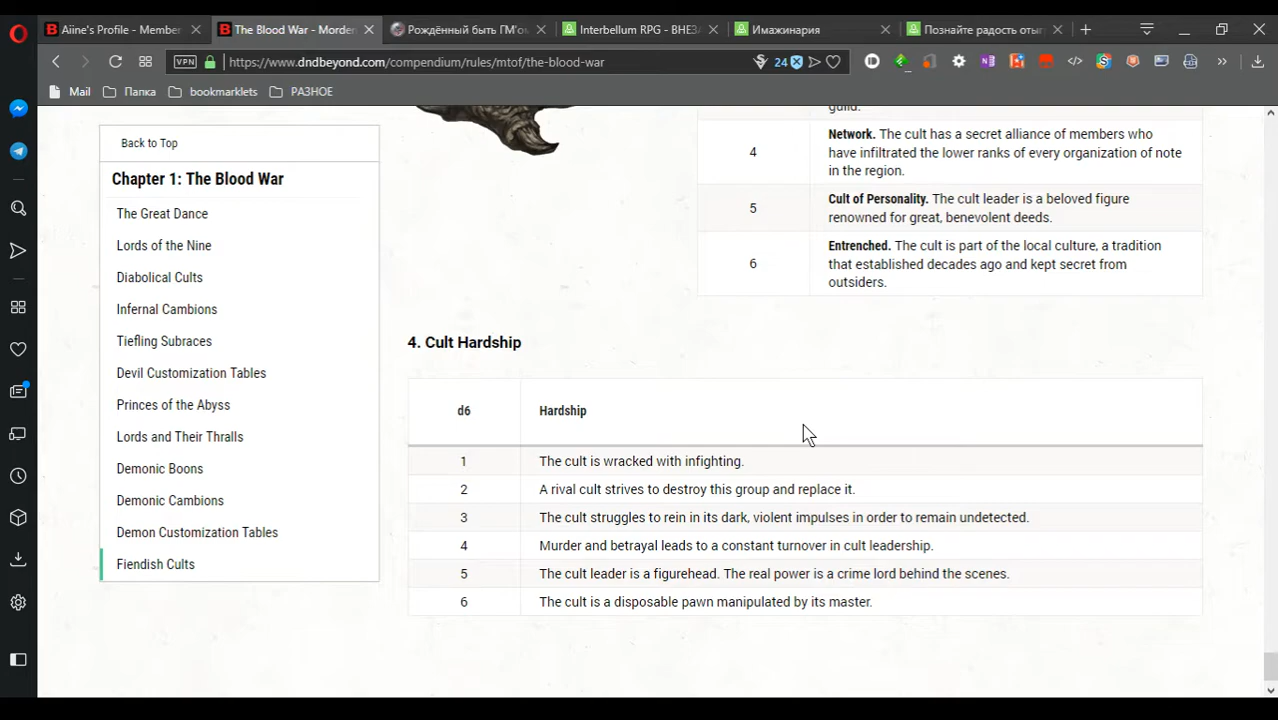 Aiine's Profile - Member
The Blood War - Morden
Рождённый быть ГМ'о
Interbellum RPG - ВНЕЗ
Имажинария
Познайте радость отыг
VPN
https://www.dndbeyond.com/compendium/rules/mtof/the-blood-war
24
Mail
Папка
bookmarklets
РАЗНОЕ
Back to Top
Chapter 1: The Blood War
The Great Dance
Lords of the Nine
Diabolical Cults
Infernal Cambions
Tiefling Subraces
Devil Customization Tables
Princes of the Abyss
Lords and Their Thralls
Demonic Boons
Demonic Cambions
Demon Customization Tables
Fiendish Cults
guild.
4
Network. The cult has a secret alliance of members who
have infiltrated the lower ranks of every organization of note
in the region.
5
Cult of Personality. The cult leader is a beloved figure
renowned for great, benevolent deeds.
6
Entrenched. The cult is part of the local culture, a tradition
that established decades ago and kept secret from
outsiders.
4. Cult Hardship
d6 Hardship
1 The cult is wracked with infighting.
2 A rival cult strives to destroy this group and replace it.
3 The cult struggles to rein in its dark, violent impulses in order to remain undetected.
4 Murder and betrayal leads to a constant turnover in cult leadership.
5 The cult leader is a figurehead. The real power is a crime lord behind the scenes.
6 The cult is a disposable pawn manipulated by its master.